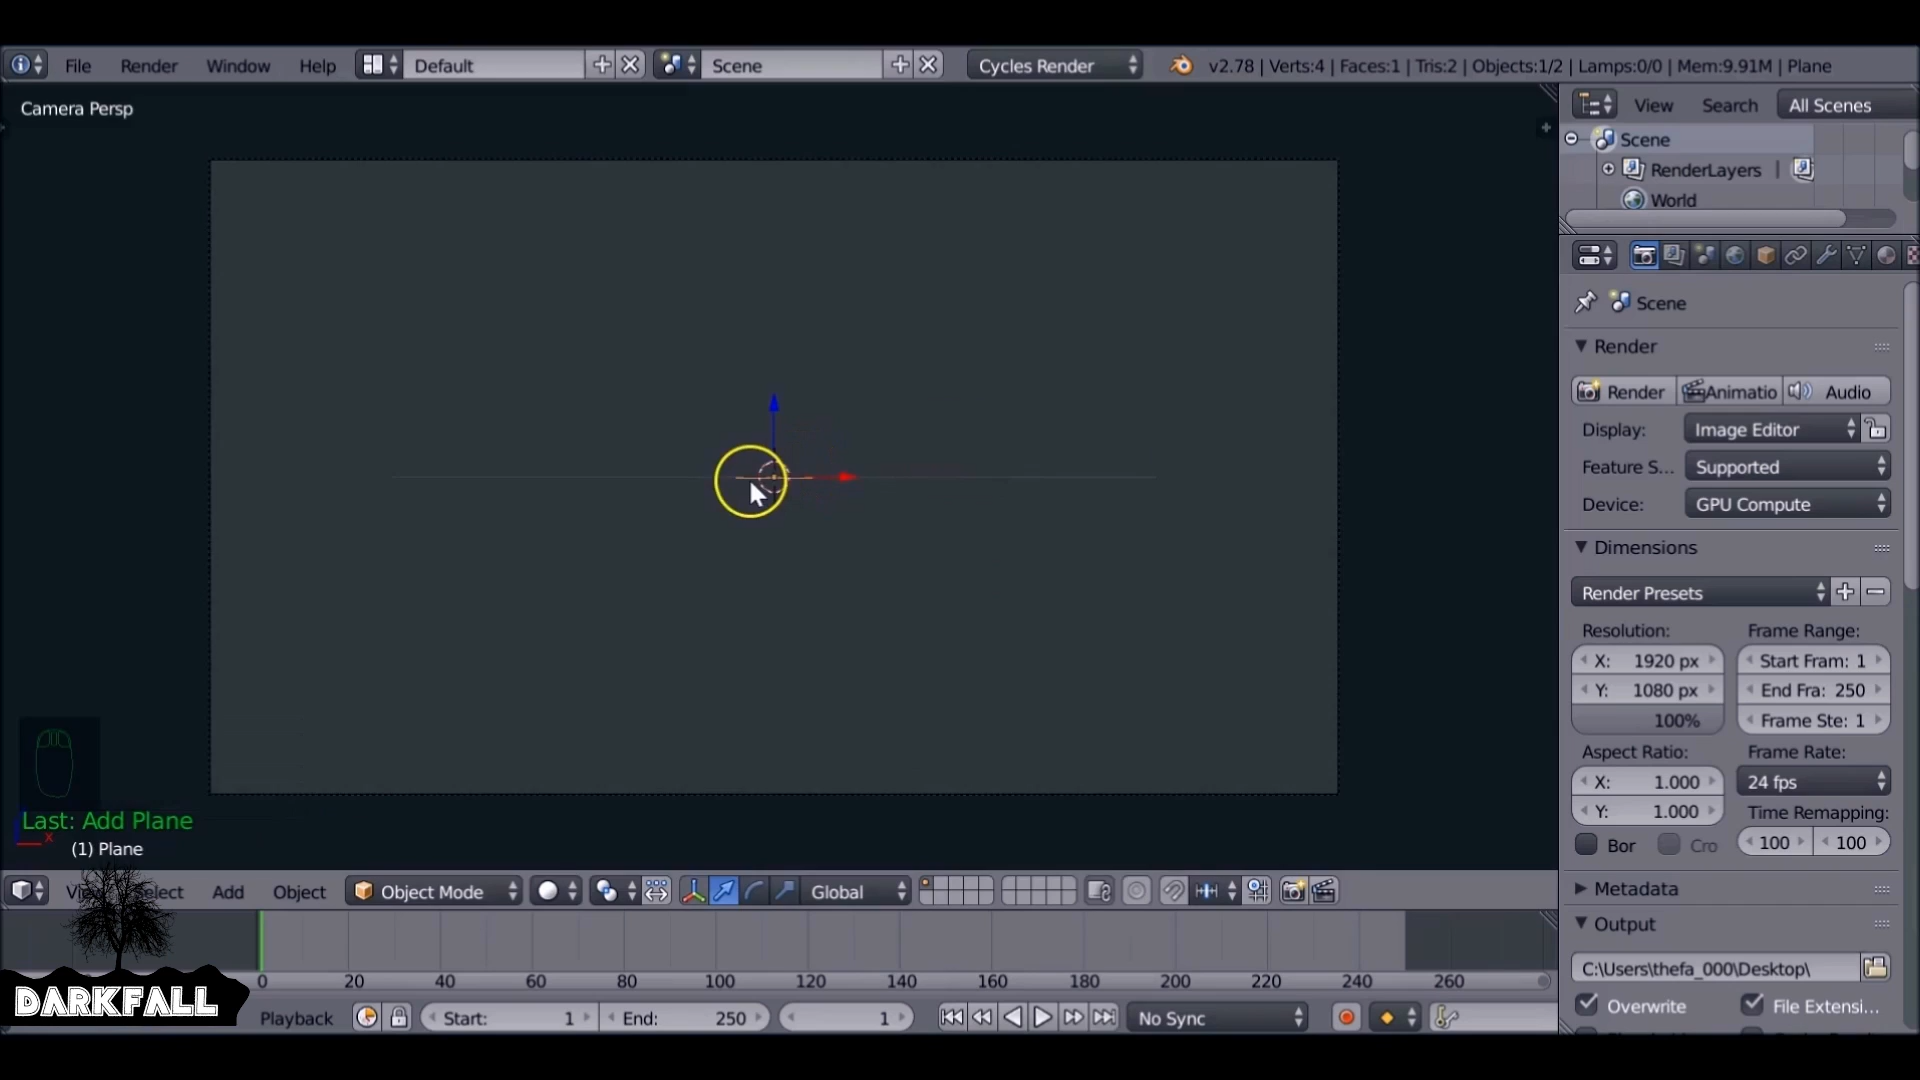 File Render Window Help Default Scene Cycles Render v2.78 | Verts:4 | Faces:1 | Tris:2 | Objects:1/2 | Lamps:0/0 | Mem:9.91M | Plane
Camera Persp
View Search All Scenes
Scene
RenderLayers
World
Scene
Render
Render Animatio Audio
Display: Image Editor
Feature S... Supported
Device: GPU Compute
Dimensions
Render Presets
Resolution: Frame Range:
X: 1920 px Start Fram: 1
Y: 1080 px End Fra: 250
100% Frame Ste: 1
Aspect Ratio: Frame Rate:
X: 1.000 24 fps
Y: 1.000 Time Remapping:
Bor Cro 100 100
Metadata
Output
C:\Users\thefa_000\Desktop\
Overwrite File Extensi...
Last: Add Plane
x
(1) Plane
Add Object Object Mode Global
0 20 40 60 80 100 120 140 160 180 200 220 240 260
DARKFALL
Playback Start: 1 End: 250 1 No Sync